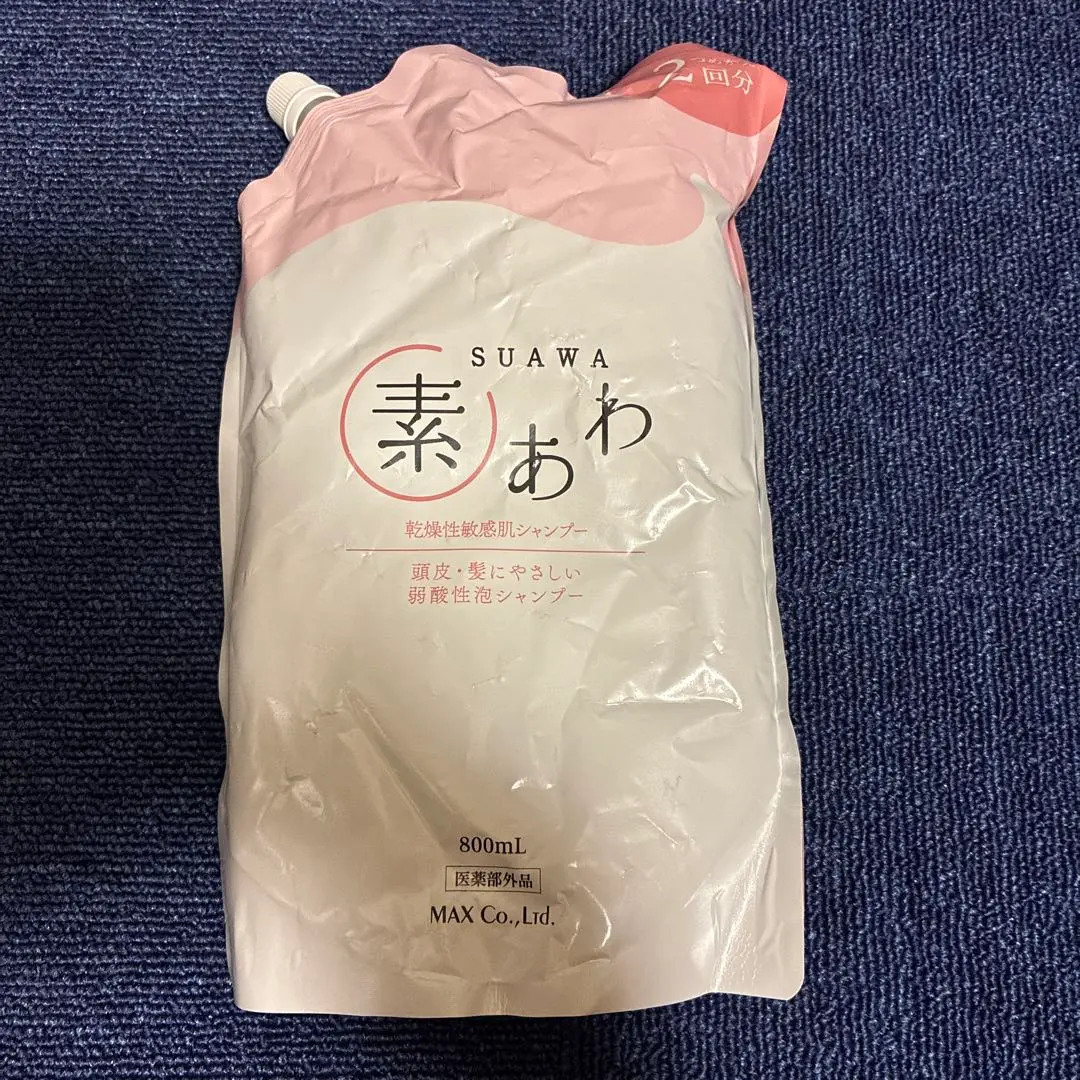 2回分
SUAWA
素あわ
乾燥性敏感肌シャンプー
頭皮・髪にやさしい
弱酸性泡シャンプー
800mL
医薬部外品
MAX Co.,Ltd.